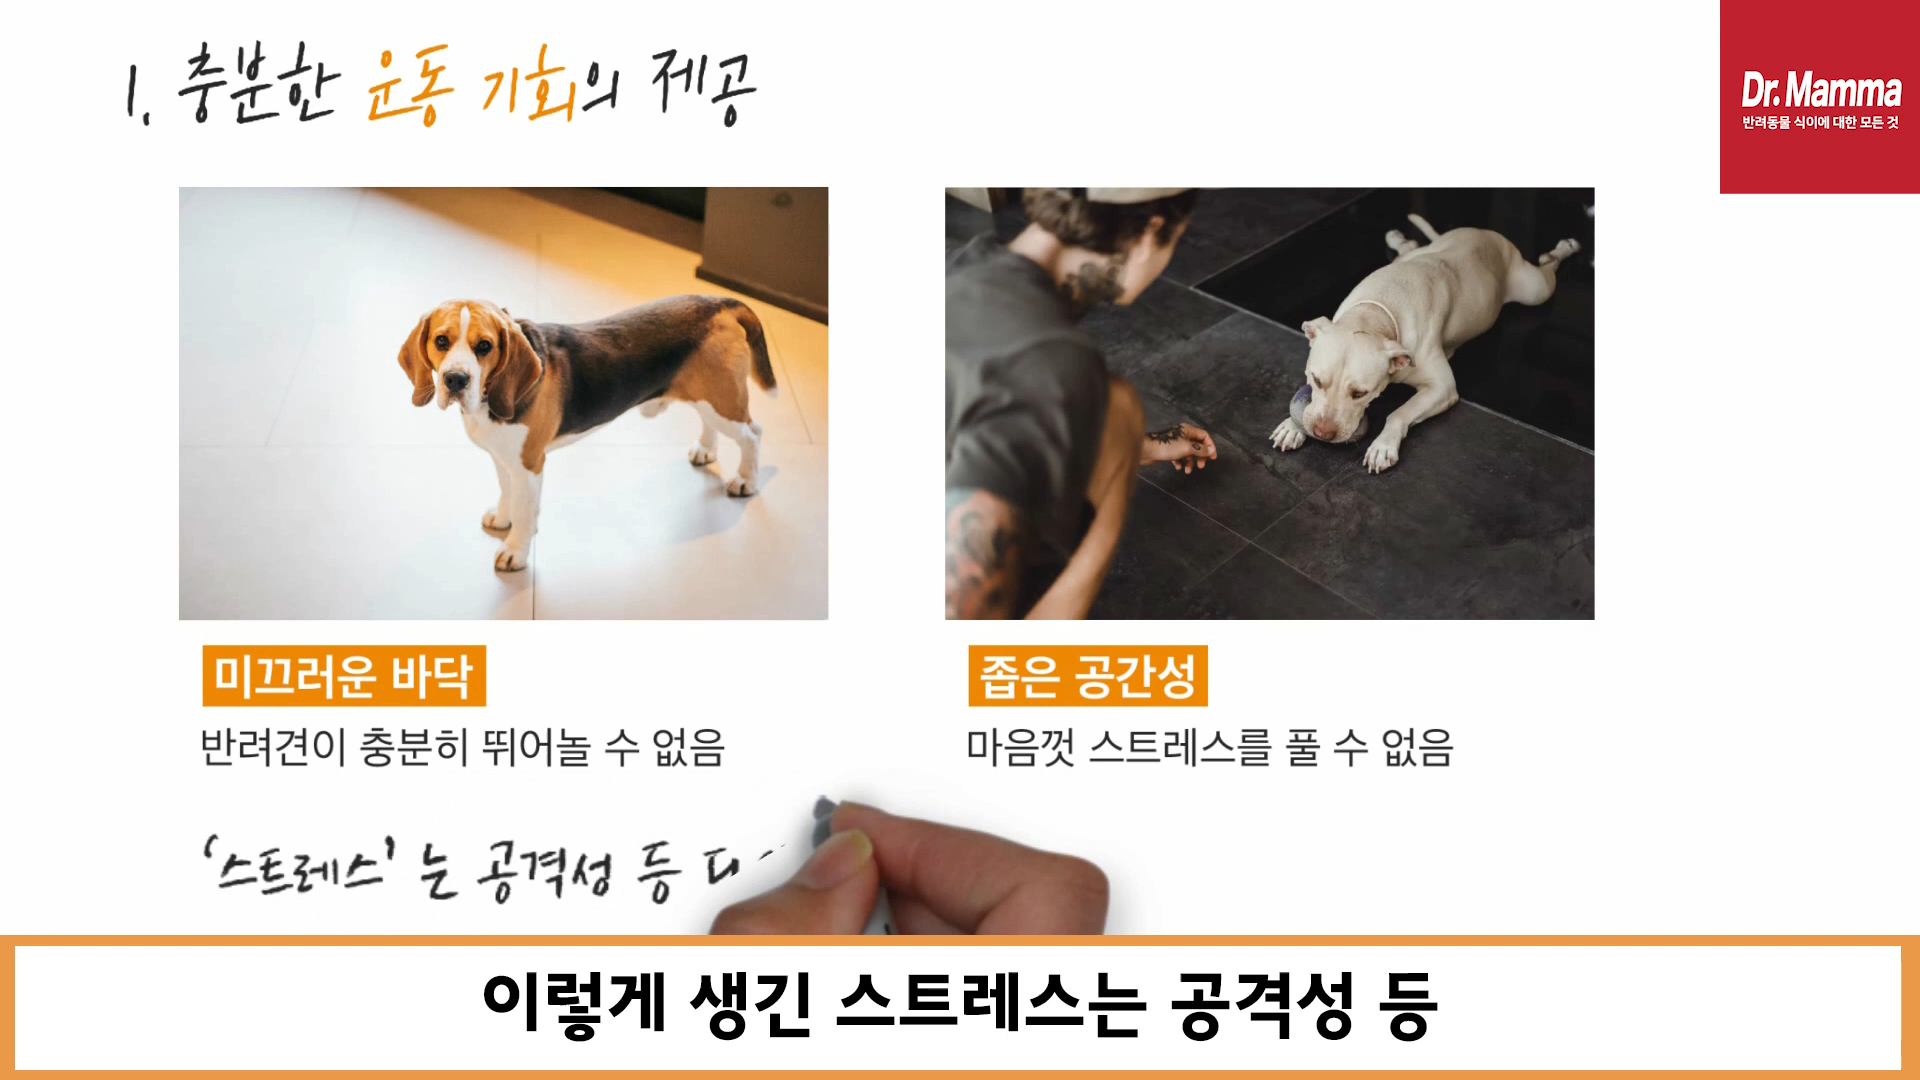 1. 충분한 운동 기회의 제공
Dr. Mamma
반려동물 식이에 대한 모든 것
미끄러운 바닥
반려견이 충분히 뛰어놀 수 없음
좁은 공간성
마음껏 스트레스를 풀 수 없음
'스트레스'는 공격성 등
이렇게 생긴 스트레스는 공격성 등